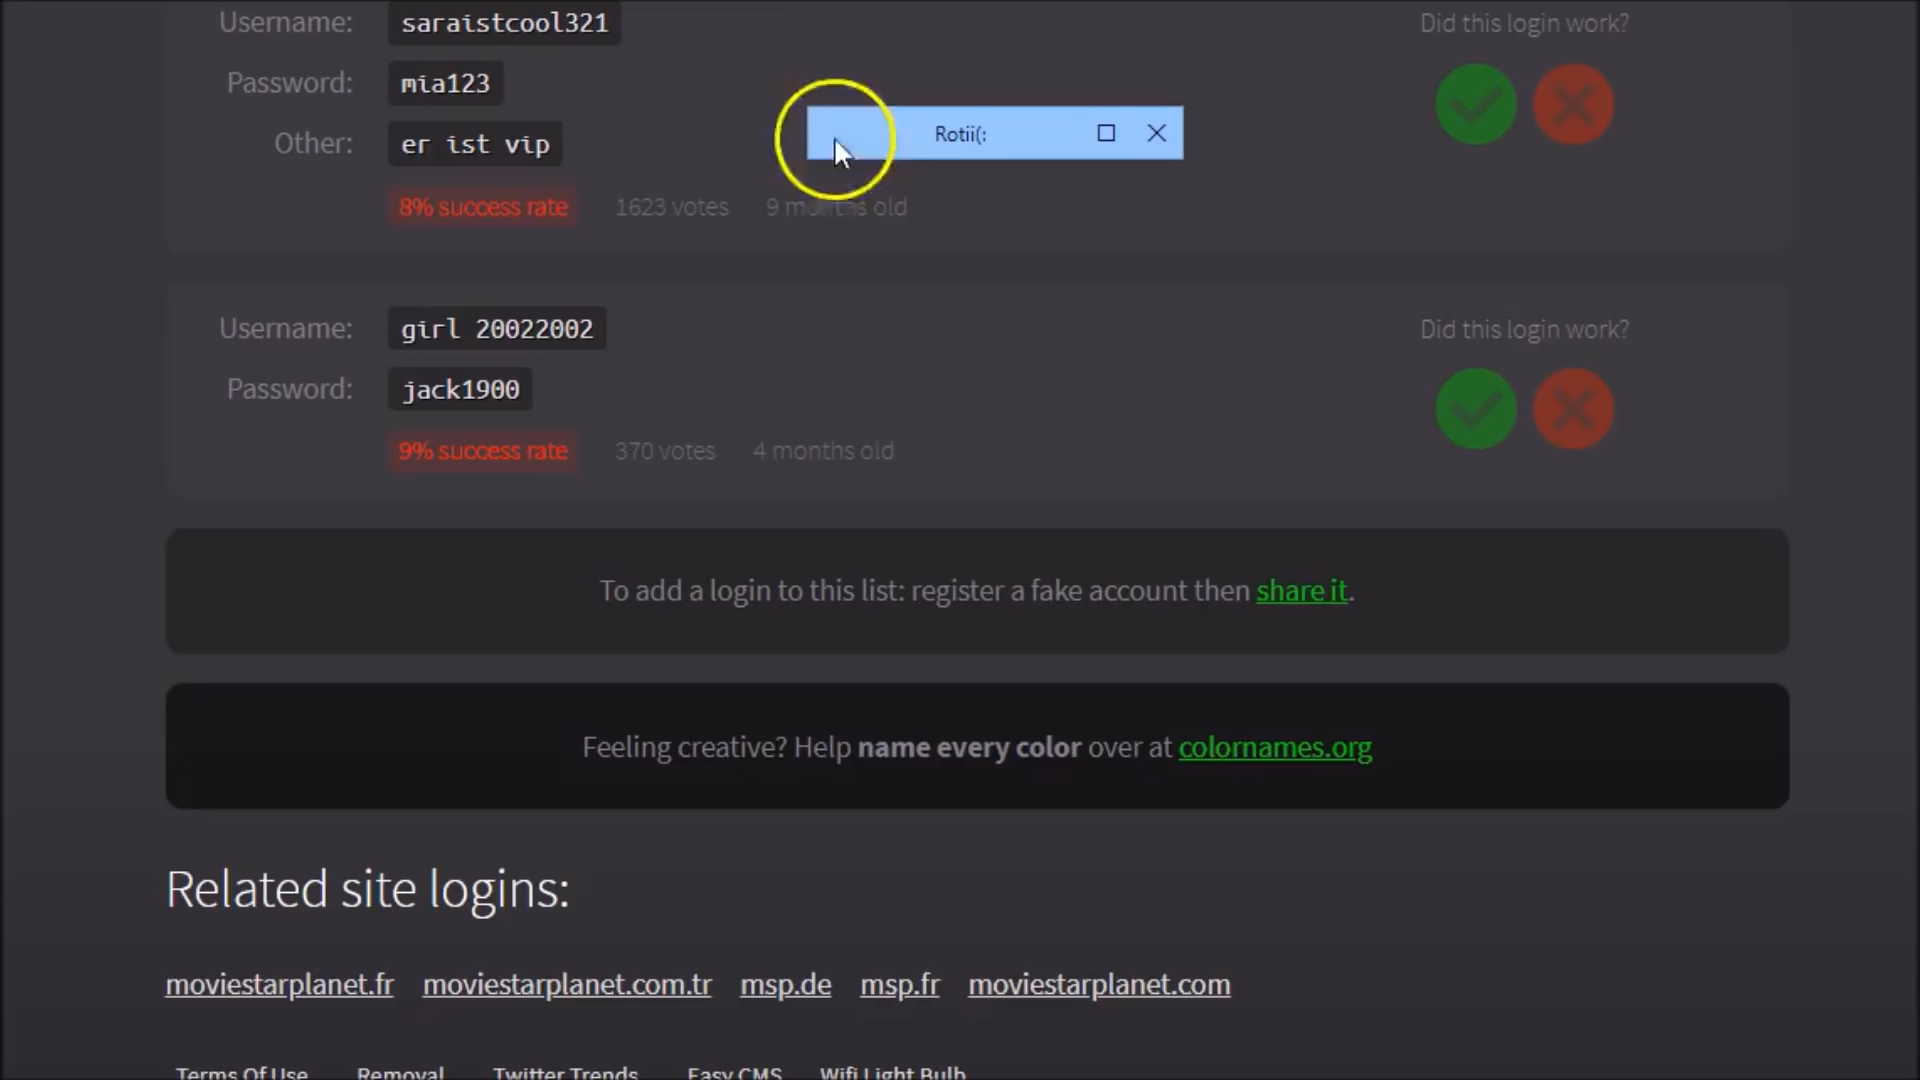 Username: saraistcool321 Did this login work?
Password: mia123
Rotii(:
Other: er ist vip
8% success rate 1623 votes 9 months old
Username: girl 20022002 Did this login work?
Password: jack1900
9% success rate 370 votes 4 months old
To add a login to this list: register a fake account then share it.
Feeling creative? Help name every color over at colornames.org
Related site logins:
moviestarplanet.fr moviestarplanet.com.tr msp.de msp.fr moviestarplanet.com
Terms Of Use Removal Twitter Trends Easy CMS Wifi Light Bulb